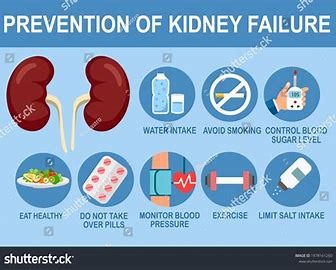 PREVENTION OF KIDNEY FAILURE
WATER INTAKE
AVOID SMOKING
CONTROL BLOOD
SUGAR LEVEL
EAT HEALTHY
DO NOT TAKE
OVER PILLS
MONITOR BLOOD
PRESSURE
EXERCISE
LIMIT SALT INTAKE
shutterstock